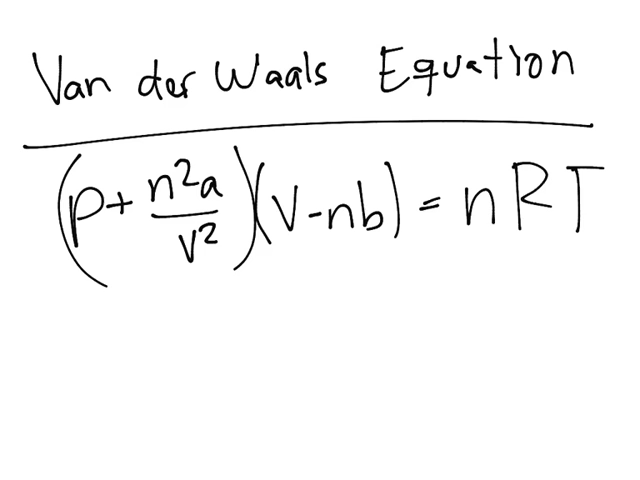 Van der Waals Equation
(P + n²a/V²)(V - nb) = nRT